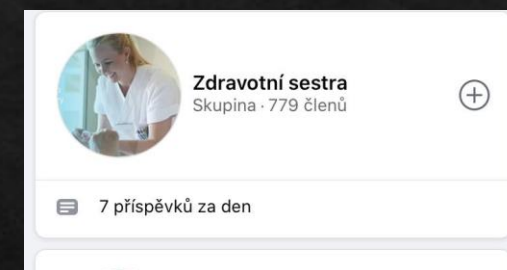 Zdravotní sestra
Skupina · 779 členů
7 příspěvků za den